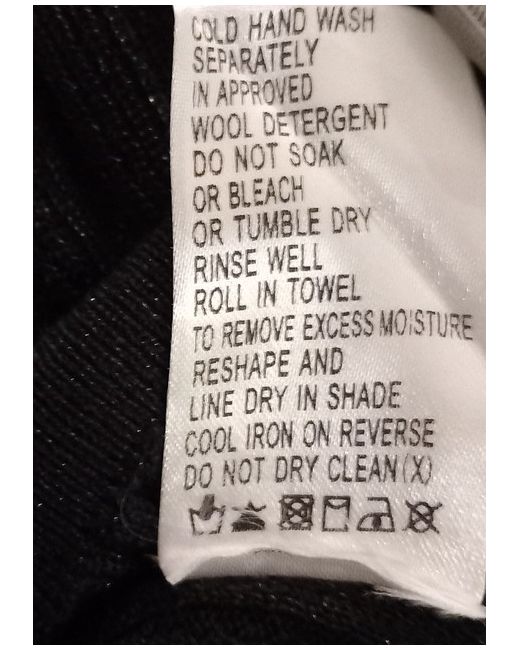 COLD HAND WASH
SEPARATELY
IN APPROVED
WOOL DETERGENT
DO NOT SOAK
OR BLEACH
OR TUMBLE DRY
RINSE WELL
ROLL IN TOWEL
TO REMOVE EXCESS MOISTURE
RESHAPE AND
LINE DRY IN SHADE
COOL IRON ON REVERSE
DO NOT DRY CLEAN (X)